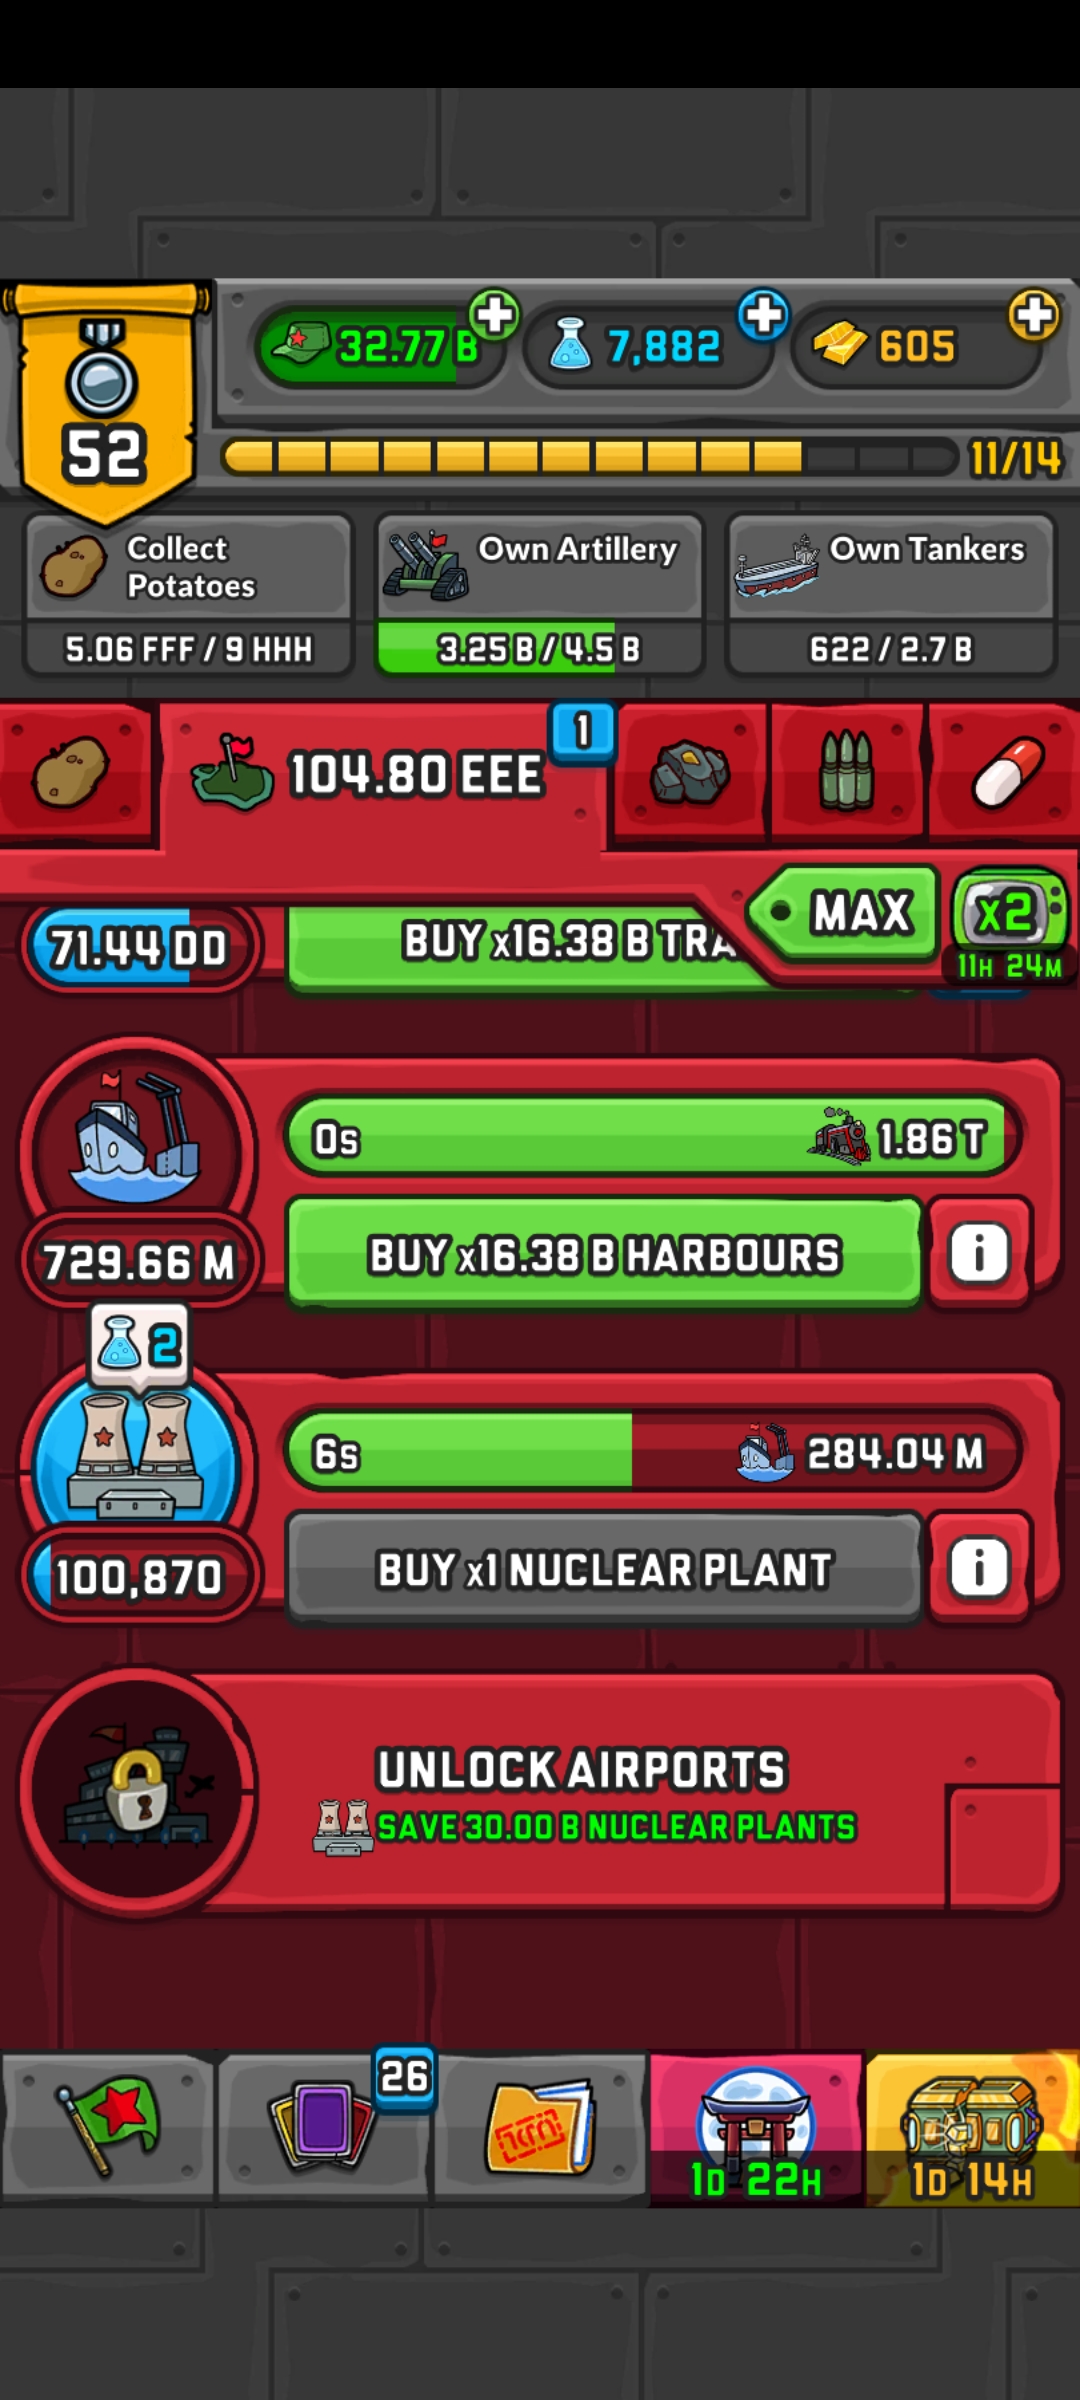 32.77 B
7,882
605
52
11/14
Collect
Potatoes
5.06 FFF / 9 HHH
Own Artillery
3.25 B / 4.5 B
Own Tankers
622 / 2.7 B
1
104.80 EEE
MAX
x2
11H 24M
71.44 DD
BUY x16.38 B TRA
0s
1.86 T
729.66 M
BUY x16.38 B HARBOURS
i
2
6s
284.04 M
100,870
BUY x1 NUCLEAR PLANT
i
UNLOCK AIRPORTS
SAVE 30.00 B NUCLEAR PLANTS
26
1D 22H
1D 14H